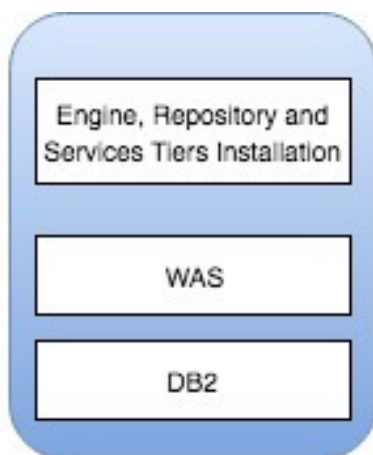 Engine, Repository and
Services Tiers Installation
WAS
DB2